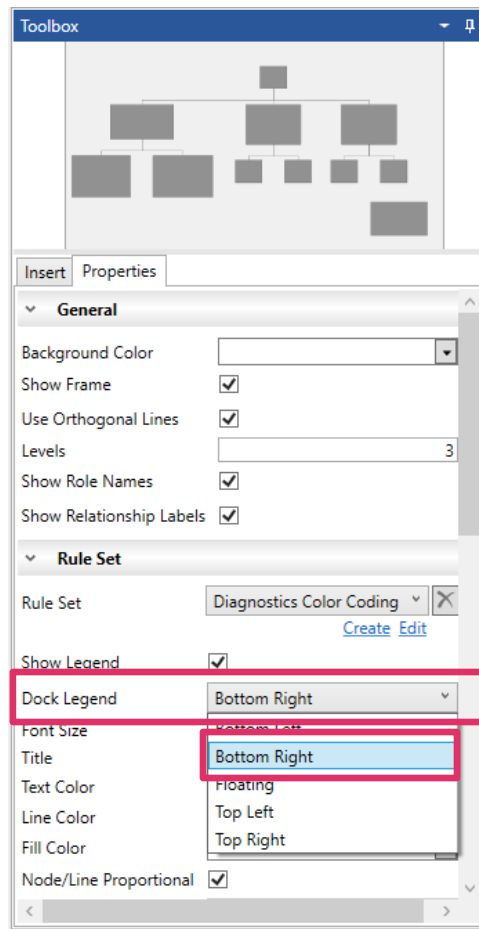 Toolbox
Insert Properties
General
Background Color
Show Frame
Use Orthogonal Lines
Levels 3
Show Role Names
Show Relationship Labels
Rule Set
Rule Set Diagnostics Color Coding
Create Edit
Show Legend
Dock Legend Bottom Right
Font Size Bottom Left
Title Bottom Right
Text Color Floating
Line Color Top Left
Fill Color Top Right
Node/Line Proportional